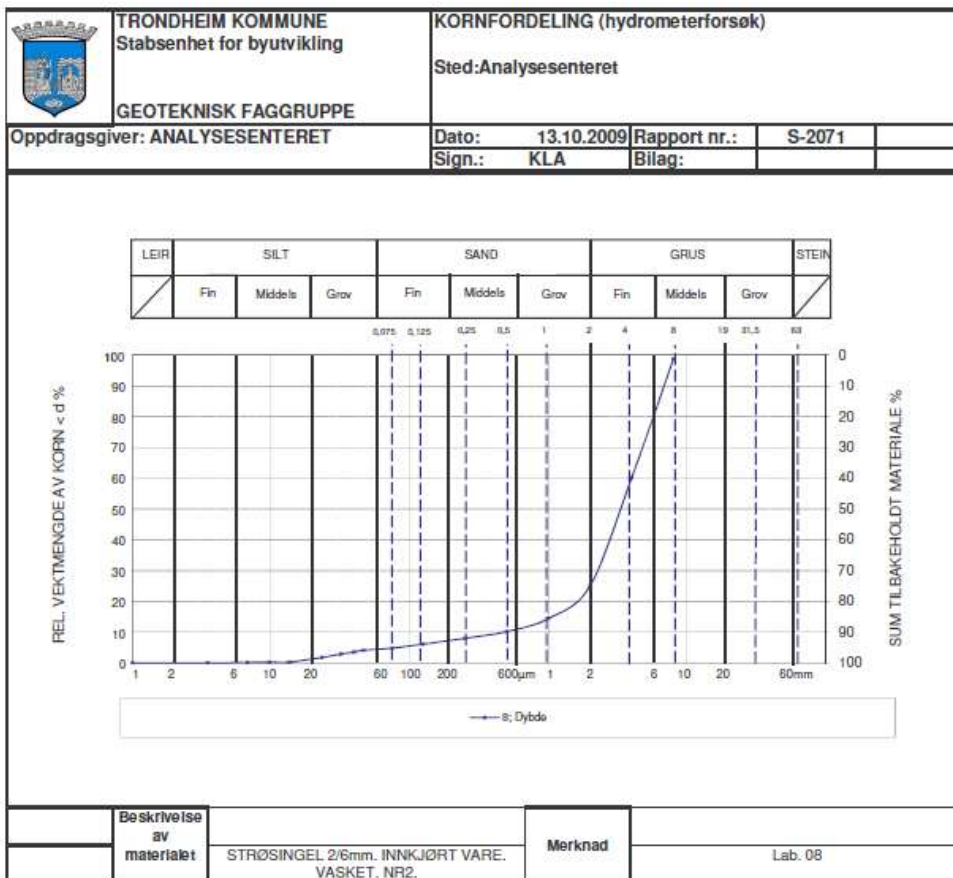 TRONDHEIM KOMMUNE
Stabsenhet for byutvikling
GEOTEKNISK FAGGRUPPE
KORNFORDELING (hydrometerforsøk)
Sted:Analysesenteret
Oppdragsgiver: ANALYSESENTERET
Dato: 13.10.2009 Rapport nr.: S-2071
Sign.: KLA Bilag:
LEIR SILT SAND GRUS STEIN
Fin Middels Grov Fin Middels Grov Fin Middels Grov
0,075 0,125 0,25 0,5 1 2 4 8 19 31,5 63
REL. VEKTMENGDE AV KORN < d %
100
90
80
70
60
50
40
30
20
10
0
0
10
20
30
40
50
60
70
80
90
100
SUM TILBAKEHOLDT MATERIALE %
1 2 6 10 20 60 100 200 600µm 1 2 6 10 20 60mm
8; Dybde
Beskrivelse
av
materialet
STRØSINGEL 2/6mm. INNKJØRT VARE.
VASKET. NR2.
Merknad
Lab. 08